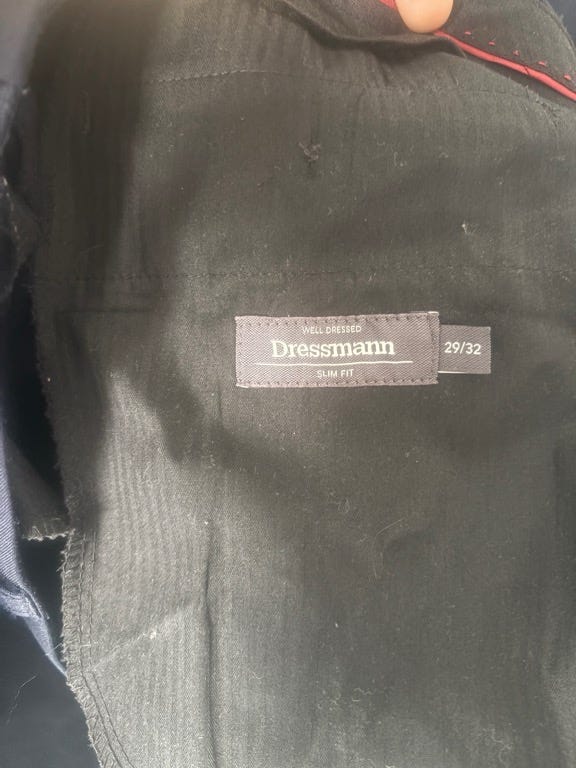 WELL DRESSED
Dressmann
SLIM FIT
29/32